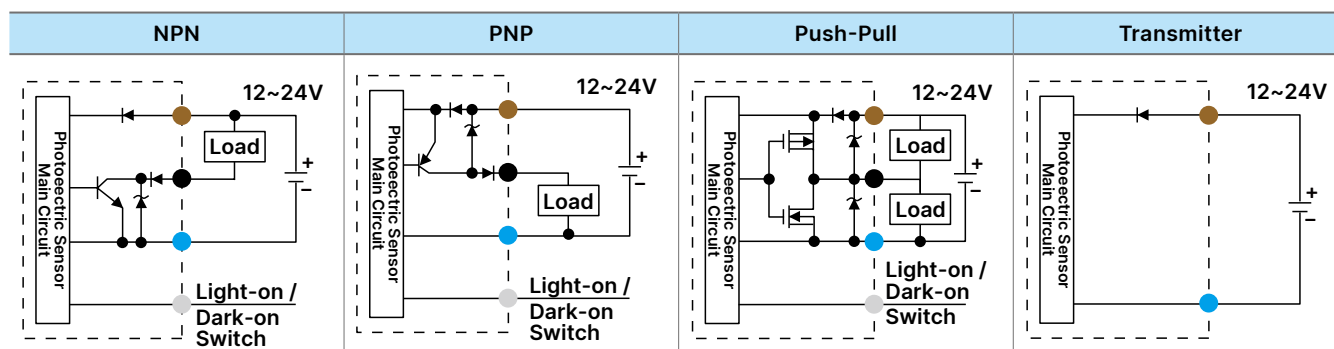 NPN
PNP
Push-Pull
Transmitter
12~24V
Load
+
−
Photoeectric Sensor
Main Circuit
Light-on /
Dark-on
Switch
12~24V
Load
+
−
Photoeectric Sensor
Main Circuit
Light-on /
Dark-on
Switch
12~24V
Load
Load
+
−
Photoeectric Sensor
Main Circuit
Light-on /
Dark-on
Switch
12~24V
+
−
Photoeectric Sensor
Main Circuit